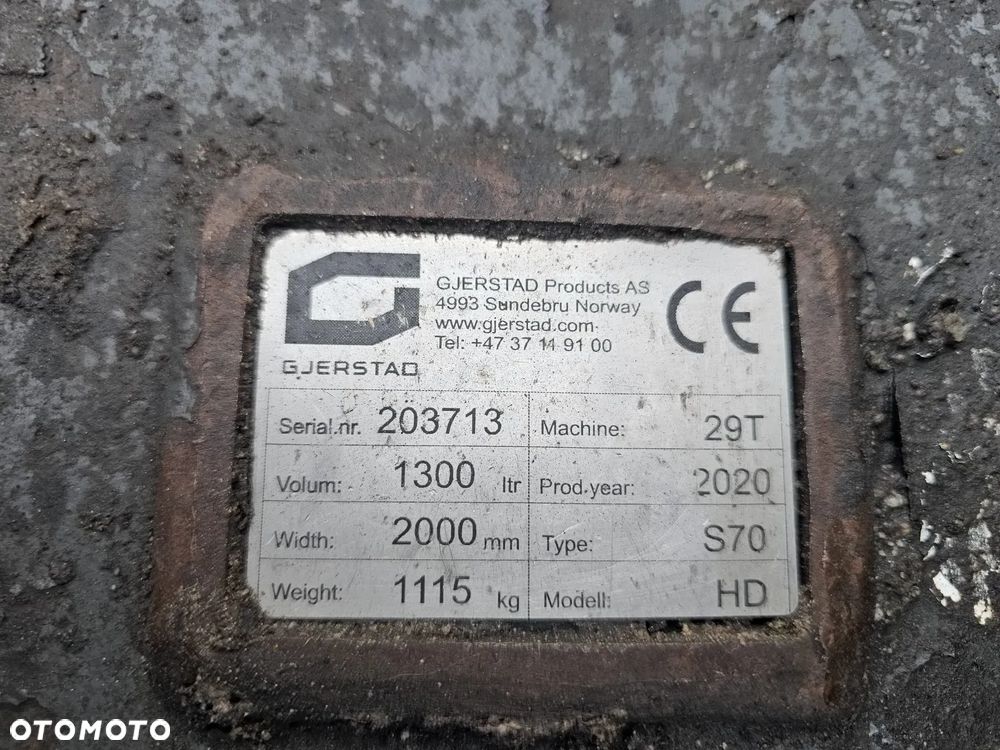 GJERSTAD
GJERSTAD Products AS
4993 Sundebru Norway
www.gjerstad.com
Tel: +47 37 11 91 00
CE
Serial.nr. 203713 Machine: 29T
Volum: 1300 ltr Prod.year: 2020
Width: 2000 mm Type: S70
Weight: 1115 kg Modell: HD
OTOMOTO